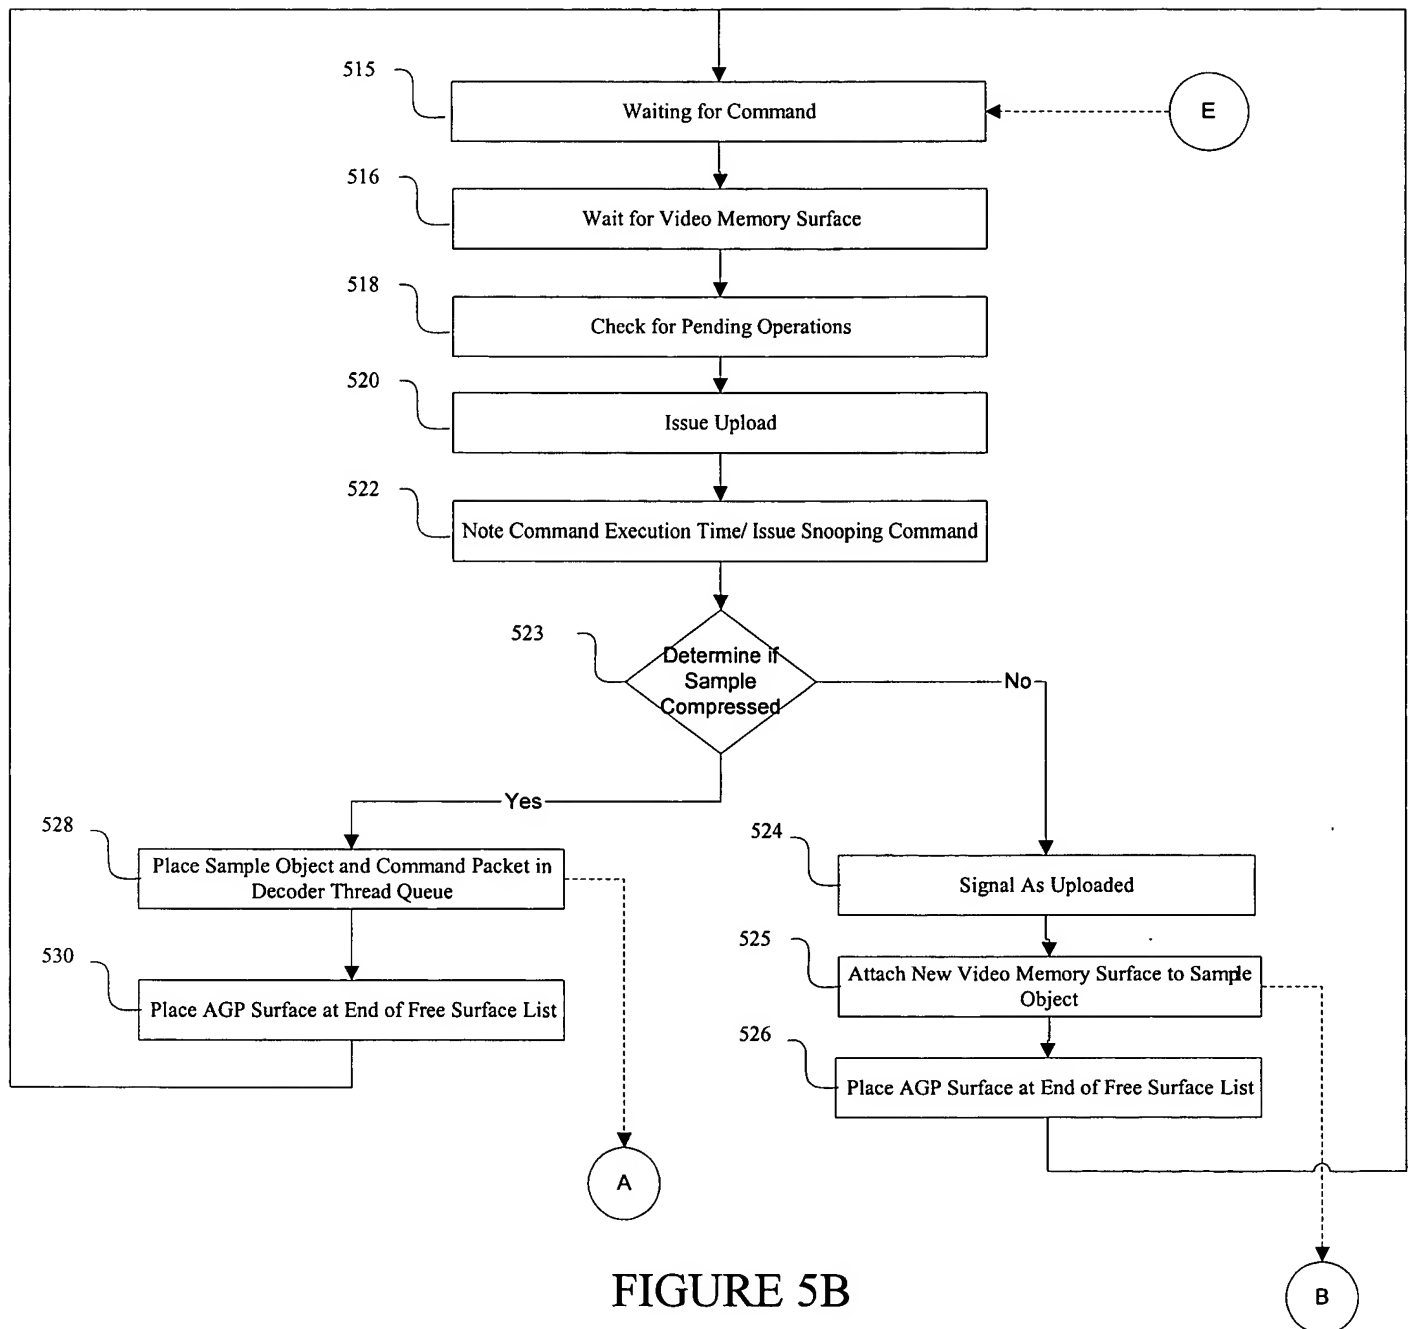 515
Waiting for Command
E
516
Wait for Video Memory Surface
518
Check for Pending Operations
520
Issue Upload
522
Note Command Execution Time/ Issue Snooping Command
523
Determine if
Sample
Compressed
No
Yes
528
Place Sample Object and Command Packet in
Decoder Thread Queue
524
Signal As Uploaded
530
Place AGP Surface at End of Free Surface List
525
Attach New Video Memory Surface to Sample
Object
526
Place AGP Surface at End of Free Surface List
A
B
FIGURE 5B